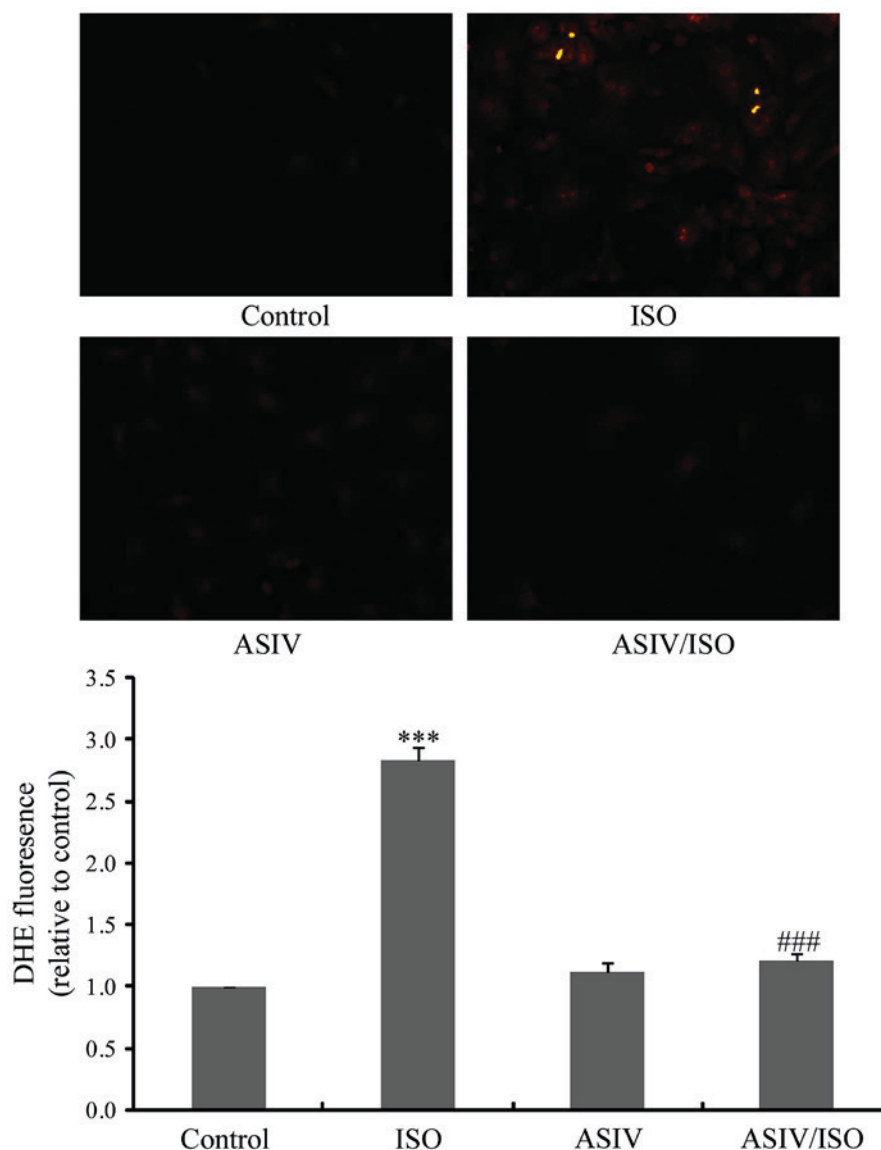 Control
ISO
ASIV
ASIV/ISO
DHE fluoresence
(relative to control)
3.5
3.0
2.5
2.0
1.5
1.0
0.5
0.0
***
###
Control
ISO
ASIV
ASIV/ISO